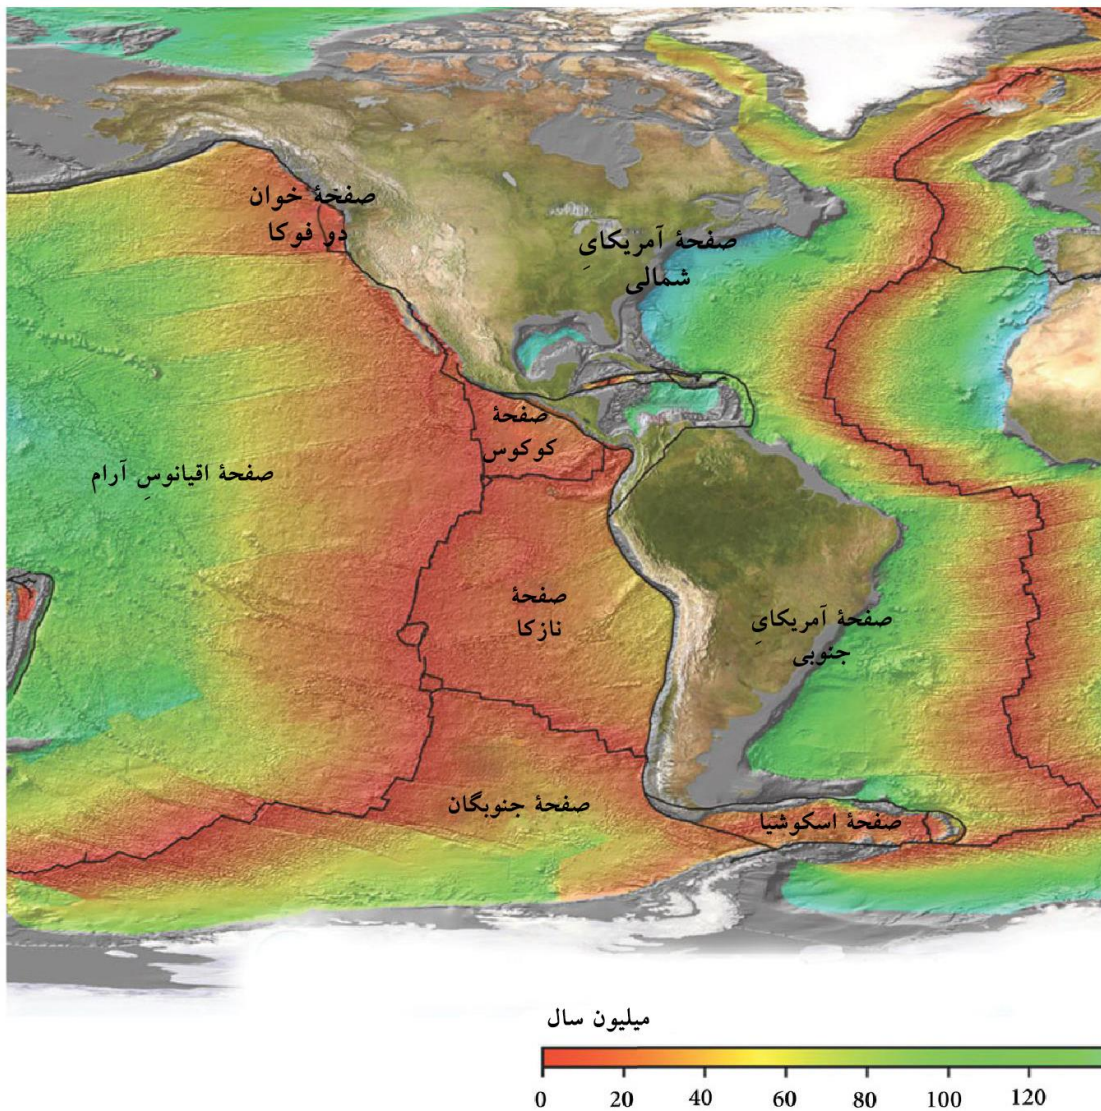 صفحهٔ خوان
دو فوکا
صفحهٔ آمریکایِ
شمالی
صفحهٔ
کوکوس
صفحهٔ اقیانوسِ آرام
صفحهٔ
نازکا
صفحهٔ آمریکایِ
جنوبی
صفحهٔ جنوبگان
صفحهٔ اسکوشیا
میلیون سال
0 20 40 60 80 100 120